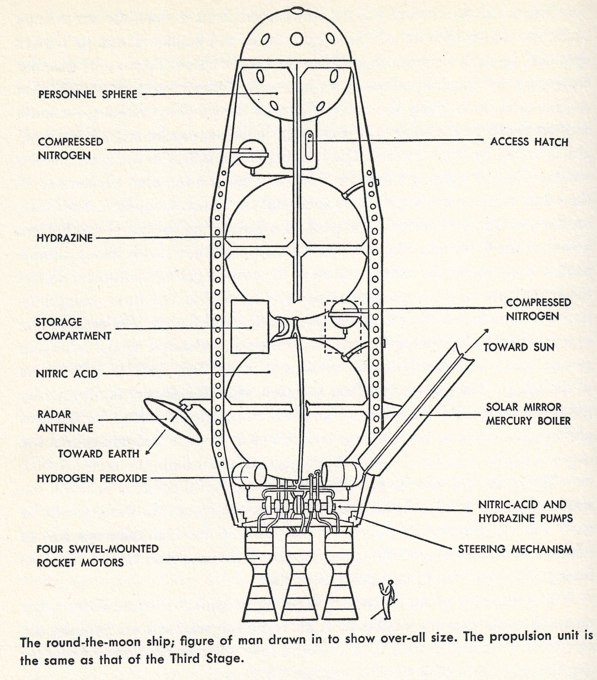 PERSONNEL SPHERE
ACCESS HATCH
COMPRESSED
NITROGEN
HYDRAZINE
COMPRESSED
NITROGEN
STORAGE
COMPARTMENT
TOWARD SUN
NITRIC ACID
SOLAR MIRROR
MERCURY BOILER
RADAR
ANTENNAE
TOWARD EARTH
HYDROGEN PEROXIDE
NITRIC-ACID AND
HYDRAZINE PUMPS
STEERING MECHANISM
FOUR SWIVEL-MOUNTED
ROCKET MOTORS
The round-the-moon ship; figure of man drawn in to show over-all size. The propulsion unit is
the same as that of the Third Stage.